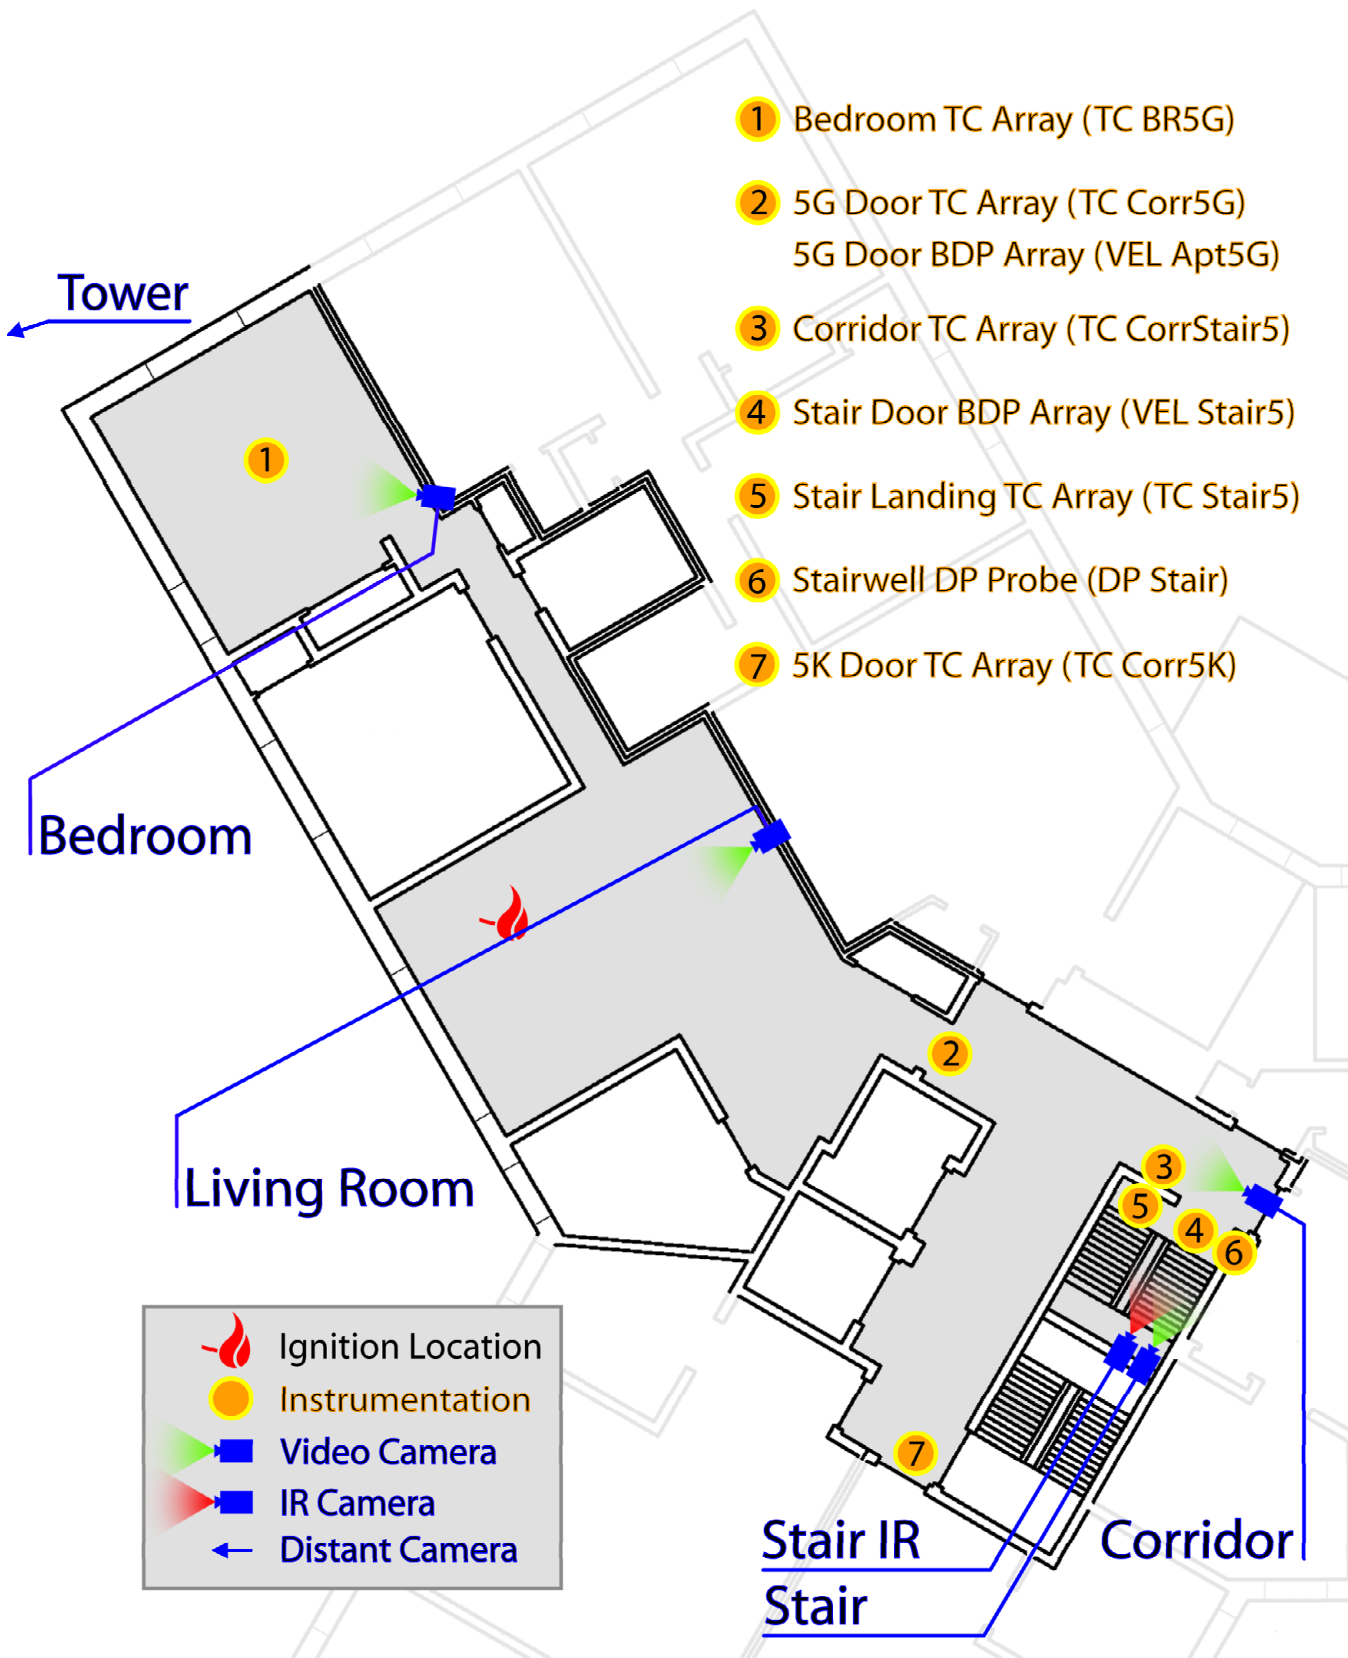 1 Bedroom TC Array (TC BR5G)
2 5G Door TC Array (TC Corr5G)
5G Door BDP Array (VEL Apt5G)
3 Corridor TC Array (TC CorrStair5)
4 Stair Door BDP Array (VEL Stair5)
5 Stair Landing TC Array (TC Stair5)
6 Stairwell DP Probe (DP Stair)
7 5K Door TC Array (TC Corr5K)
Tower
1
Bedroom
2
Living Room
3
5
4
6
7
Ignition Location
Instrumentation
Video Camera
IR Camera
Distant Camera
Stair IR
Corridor
Stair